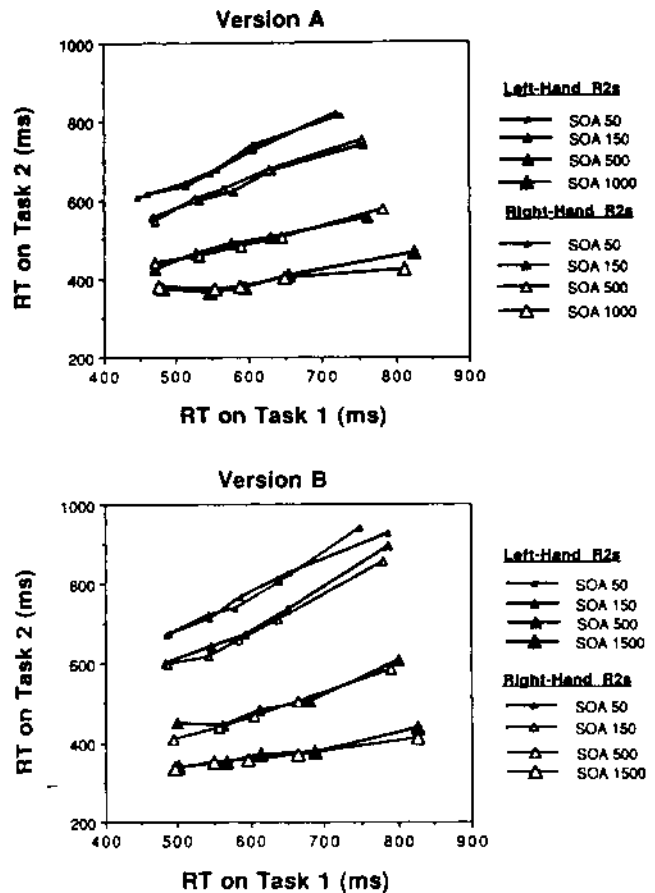 Version A
1000
800
600
400
200
400 500 600 700 800 900
RT on Task 2 (ms)
RT on Task 1 (ms)
Left-Hand R2s
SOA 50
SOA 150
SOA 500
SOA 1000
Right-Hand R2s
SOA 50
SOA 150
SOA 500
SOA 1000
Version B
1000
800
600
400
200
400 500 600 700 800 900
RT on Task 2 (ms)
RT on Task 1 (ms)
Left-Hand R2s
SOA 50
SOA 150
SOA 500
SOA 1500
Right-Hand R2s
SOA 50
SOA 150
SOA 500
SOA 1500